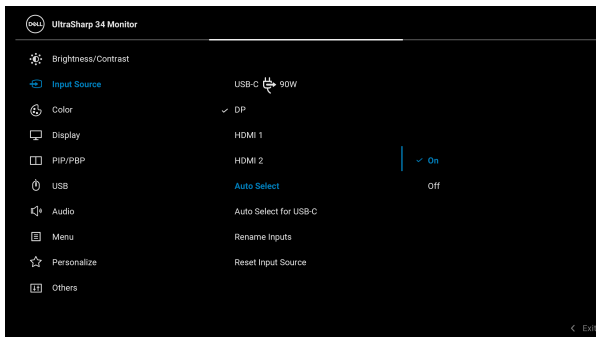 DELL UltraSharp 34 Monitor
Brightness/Contrast
Input Source
USB-C 90W
Color
DP
Display
HDMI 1
PIP/PBP
HDMI 2
On
USB
Auto Select
Off
Audio
Auto Select for USB-C
Menu
Rename Inputs
Personalize
Reset Input Source
Others
Exit